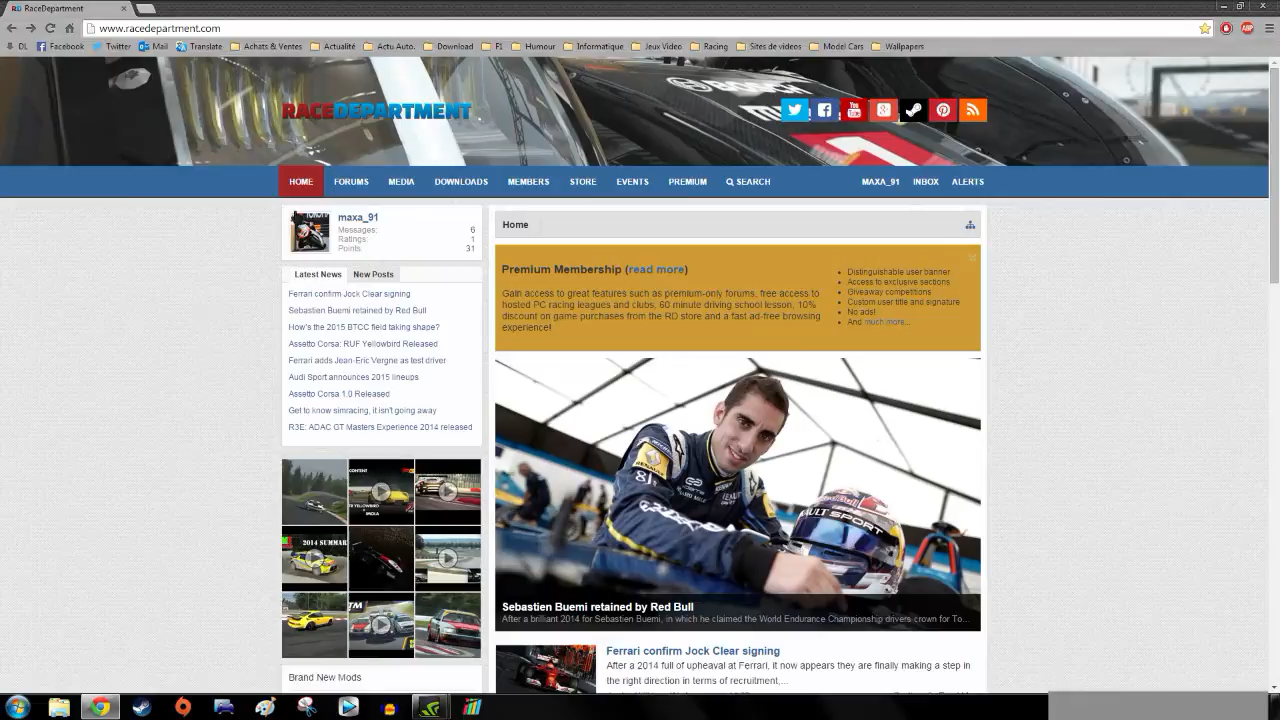 RaceDepartment
www.racedepartment.com
DL Facebook Twitter Mail Translate Achats & Ventes Actualité Actu Auto. Download F1 Humour Informatique Jeux Video Racing Sites de videos Model Cars Wallpapers
BOSCH
RACEDEPARTMENT
HOME FORUMS MEDIA DOWNLOADS MEMBERS STORE EVENTS PREMIUM SEARCH MAXA_91 INBOX ALERTS
maxa_91
Messages: 6
Ratings: 1
Points: 31
Latest News New Posts
Ferrari confirm Jock Clear signing
Sebastien Buemi retained by Red Bull
How's the 2015 BTCC field taking shape?
Assetto Corsa: RUF Yellowbird Released
Ferrari adds Jean-Eric Vergne as test driver
Audi Sport announces 2015 lineups
Assetto Corsa 1.0 Released
Get to know simracing, it isn't going away
R3E: ADAC GT Masters Experience 2014 released
2014 SUMMAR
Brand New Mods
Home
Premium Membership (read more)
Gain access to great features such as premium-only forums, free access to
hosted PC racing leagues and clubs, 60 minute driving school lesson, 10%
discount on game purchases from the RD store and a fast ad-free browsing
experience!
Distinguishable user banner
Access to exclusive sections
Giveaway competitions
Custom user title and signature
No ads!
And much more...
RENAULT
AULT SPORT
Sebastien Buemi retained by Red Bull
After a brilliant 2014 for Sebastien Buemi, in which he claimed the World Endurance Championship drivers crown for To...
Ferrari confirm Jock Clear signing
After a 2014 full of upheaval at Ferrari, it now appears they are finally making a step in
the right direction in terms of recruitment,...